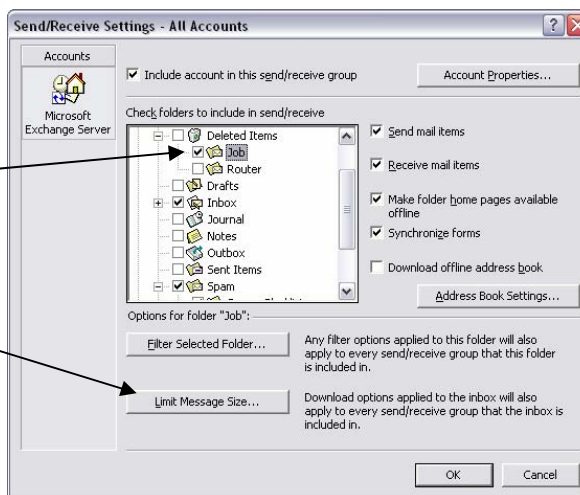 Send/Receive Settings - All Accounts
Accounts
Microsoft
Exchange Server
Include account in this send/receive group
Account Properties...
Check folders to include in send/receive
Deleted Items
Job
Router
Drafts
Inbox
Journal
Notes
Outbox
Sent Items
Spam
Send mail items
Receive mail items
Make folder home pages available
offline
Synchronize forms
Download offline address book
Address Book Settings...
Options for folder "Job":
Filter Selected Folder...
Any filter options applied to this folder will also
apply to every send/receive group that this folder
is included in.
Limit Message Size...
Download options applied to the inbox will also
apply to every send/receive group that the inbox is
included in.
OK
Cancel